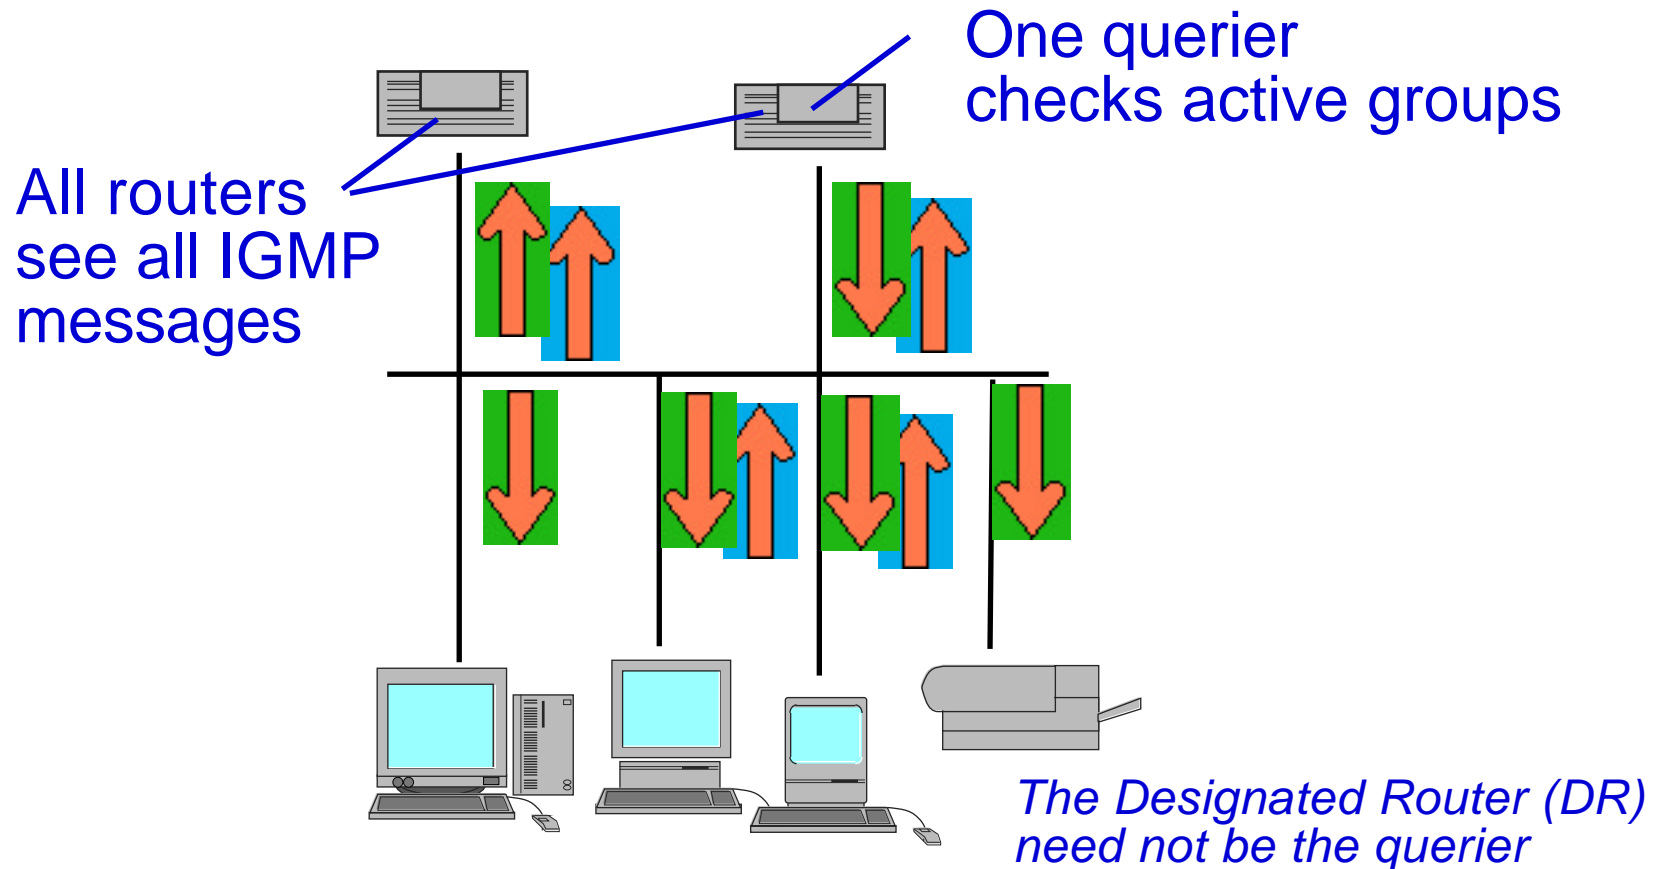 One querier
checks active groups
All routers
see all IGMP
messages
The Designated Router (DR)
need not be the querier